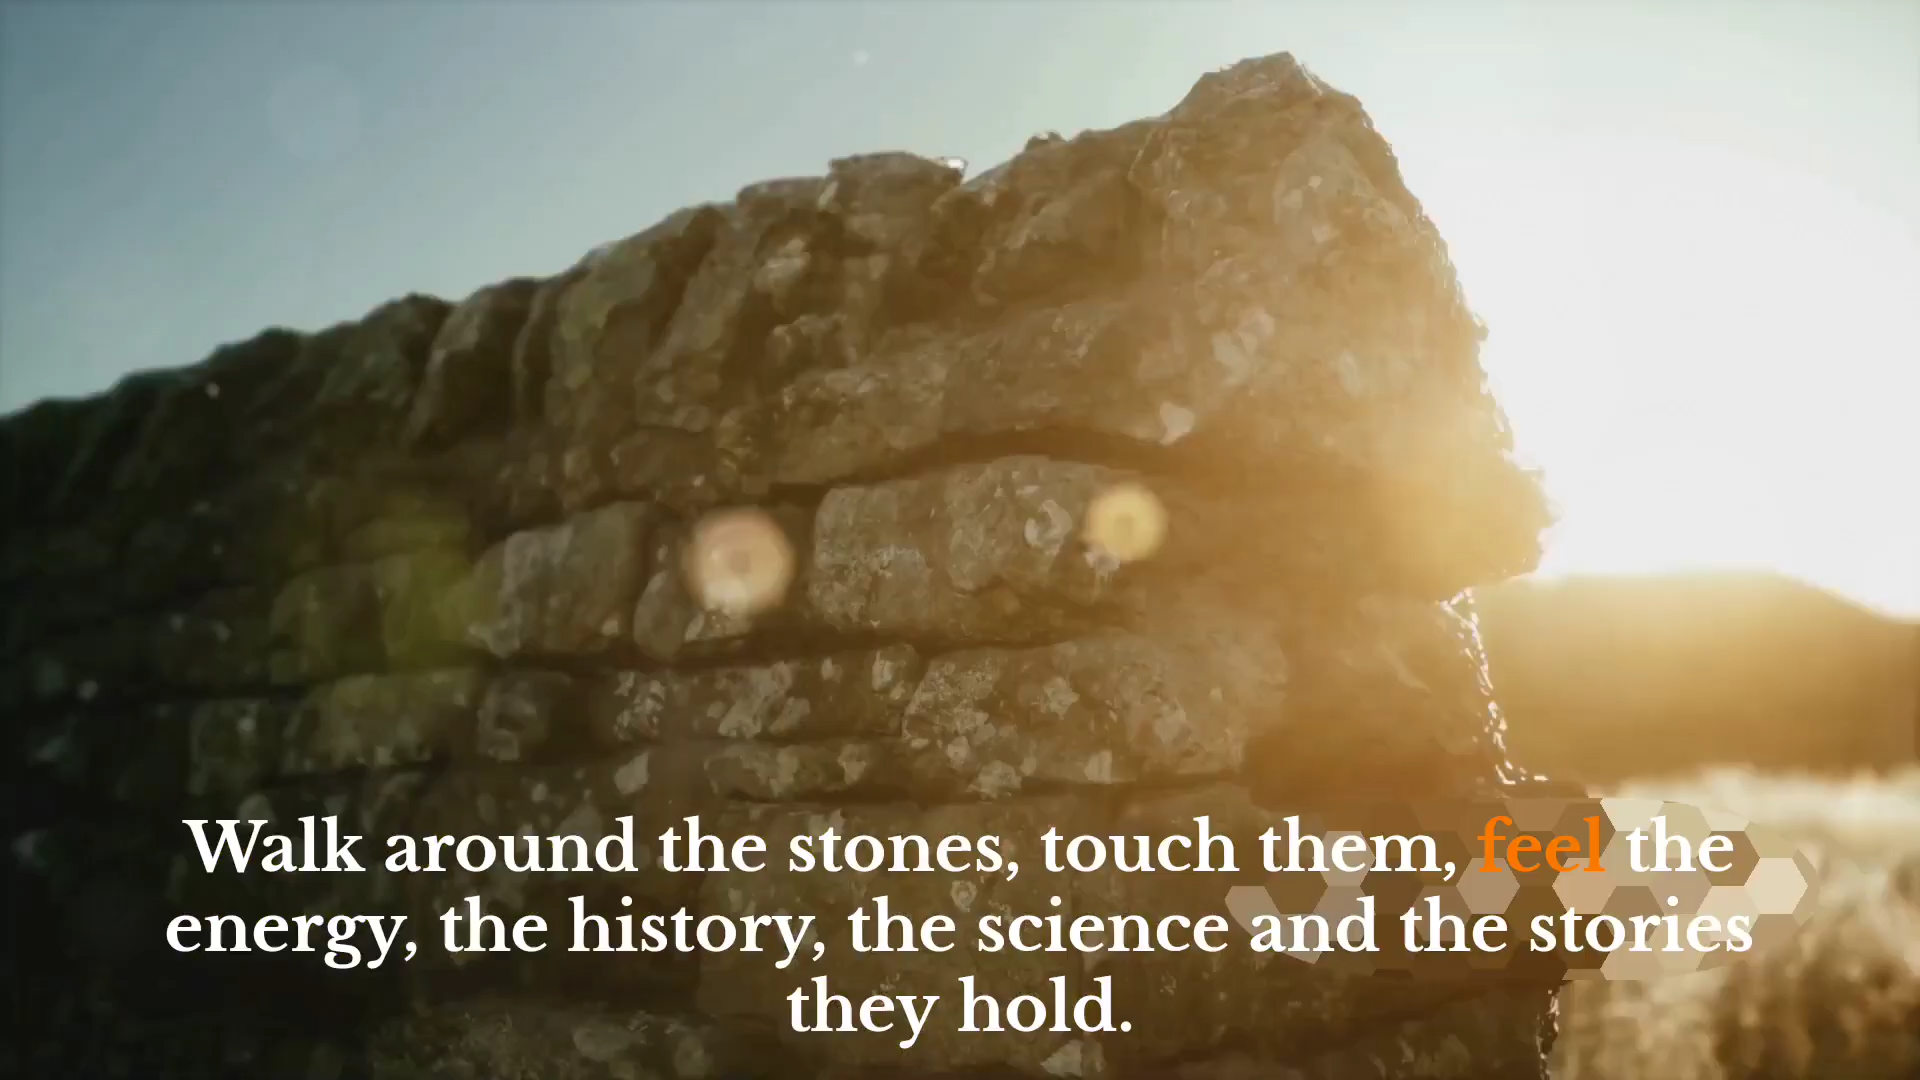 Walk around the stones, touch them, feel the
energy, the history, the science and the stories
they hold.